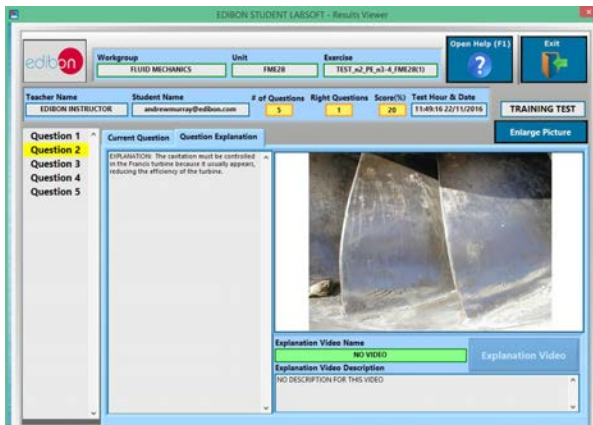 EDIBON STUDENT LABSOFT - Results Viewer
edibon
Workgroup
FLUID MECHANICS
Unit
FME28
Exercise
TEST_n2_PE_n3-4_FME28(1)
Open Help (F1)
?
Exit
Teacher Name
EDIBON INSTRUCTOR
Student Name
andrewmurray@edibon.com
# of Questions
5
Right Questions
1
Score(%)
20
Test Hour & Date
11:49:16 22/11/2016
TRAINING TEST
Enlarge Picture
Question 1
Question 2
Question 3
Question 4
Question 5
Current Question
Question Explanation
EXPLANATION: The cavitation must be controlled
in the Francis turbine because it usually appears,
reducing the efficiency of the turbine.
Explanation Video Name
NO VIDEO
Explanation Video
Explanation Video Description
NO DESCRIPTION FOR THIS VIDEO